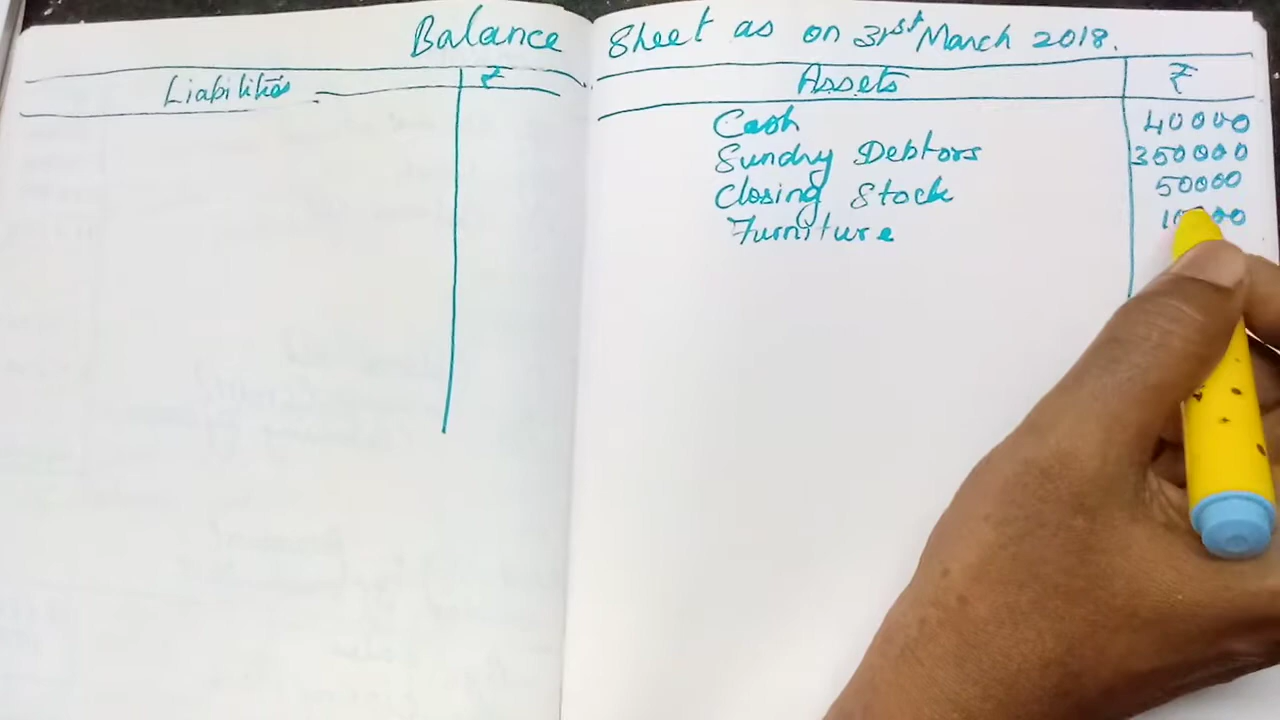 Balance Sheet as on 31st March 2018.
Liabilities ₹
Assets ₹
Cash 40000
Sundry Debtors 350000
Closing Stock 50000
Furniture